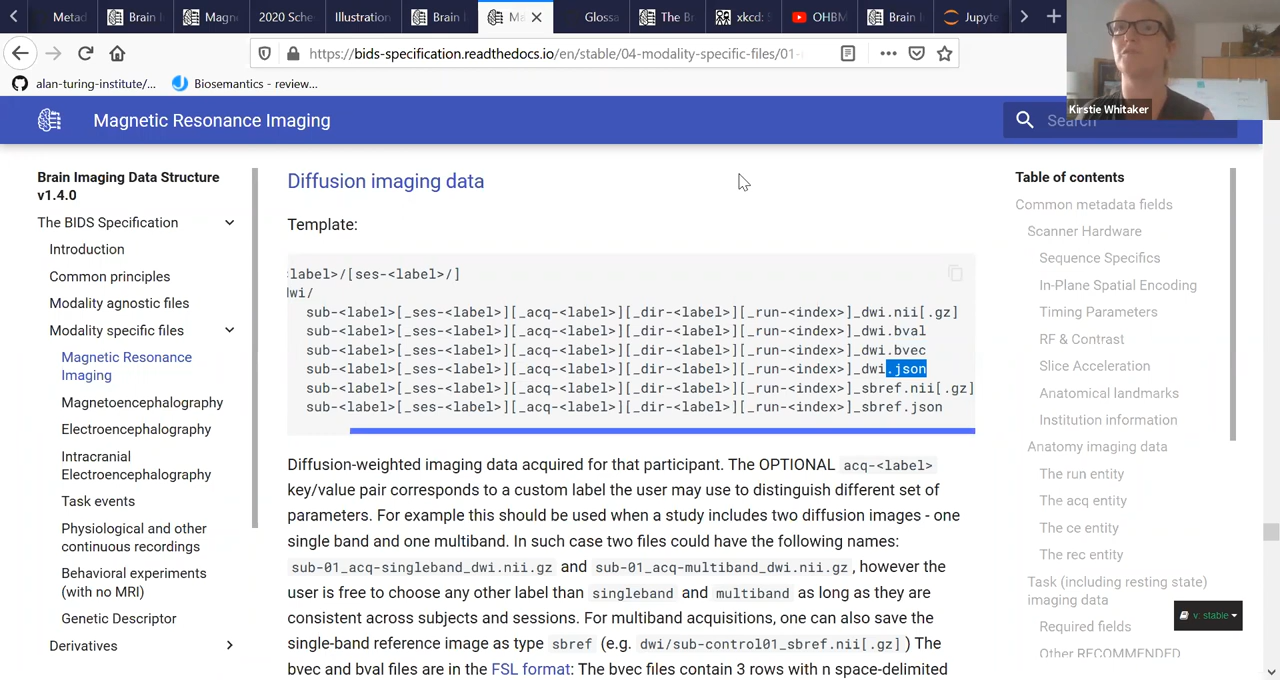 Metad
Brain I
Magn
2020 Sche
Illustration
Brain I
Ma
Glossa
The Br
xkcd: S
OHBM
Brain I
Jupyte
https://bids-specification.readthedocs.io/en/stable/04-modality-specific-files/01-
alan-turing-institute/...
Biosemantics - review...
Kirstie Whitaker
Magnetic Resonance Imaging
Search
Brain Imaging Data Structure
v1.4.0
The BIDS Specification
Introduction
Common principles
Modality agnostic files
Modality specific files
Magnetic Resonance
Imaging
Magnetoencephalography
Electroencephalography
Intracranial
Electroencephalography
Task events
Physiological and other
continuous recordings
Behavioral experiments
(with no MRI)
Genetic Descriptor
Derivatives
Diffusion imaging data
Template:
<label>/[ses-<label>/]
dwi/
sub-<label>[_ses-<label>][_acq-<label>][_dir-<label>][_run-<index>]_dwi.nii[.gz]
sub-<label>[_ses-<label>][_acq-<label>][_dir-<label>][_run-<index>]_dwi.bval
sub-<label>[_ses-<label>][_acq-<label>][_dir-<label>][_run-<index>]_dwi.bvec
sub-<label>[_ses-<label>][_acq-<label>][_dir-<label>][_run-<index>]_dwi.json
sub-<label>[_ses-<label>][_acq-<label>][_dir-<label>][_run-<index>]_sbref.nii[.gz]
sub-<label>[_ses-<label>][_acq-<label>][_dir-<label>][_run-<index>]_sbref.json
Diffusion-weighted imaging data acquired for that participant. The OPTIONAL acq-<label>
key/value pair corresponds to a custom label the user may use to distinguish different set of
parameters. For example this should be used when a study includes two diffusion images - one
single band and one multiband. In such case two files could have the following names:
sub-01_acq-singleband_dwi.nii.gz and sub-01_acq-multiband_dwi.nii.gz, however the
user is free to choose any other label than singleband and multiband as long as they are
consistent across subjects and sessions. For multiband acquisitions, one can also save the
single-band reference image as type sbref (e.g. dwi/sub-control01_sbref.nii[.gz]) The
bvec and bval files are in the FSL format: The bvec files contain 3 rows with n space-delimited
Table of contents
Common metadata fields
Scanner Hardware
Sequence Specifics
In-Plane Spatial Encoding
Timing Parameters
RF & Contrast
Slice Acceleration
Anatomical landmarks
Institution information
Anatomy imaging data
The run entity
The acq entity
The ce entity
The rec entity
Task (including resting state)
imaging data
Required fields
Other RECOMMENDED
v: stable